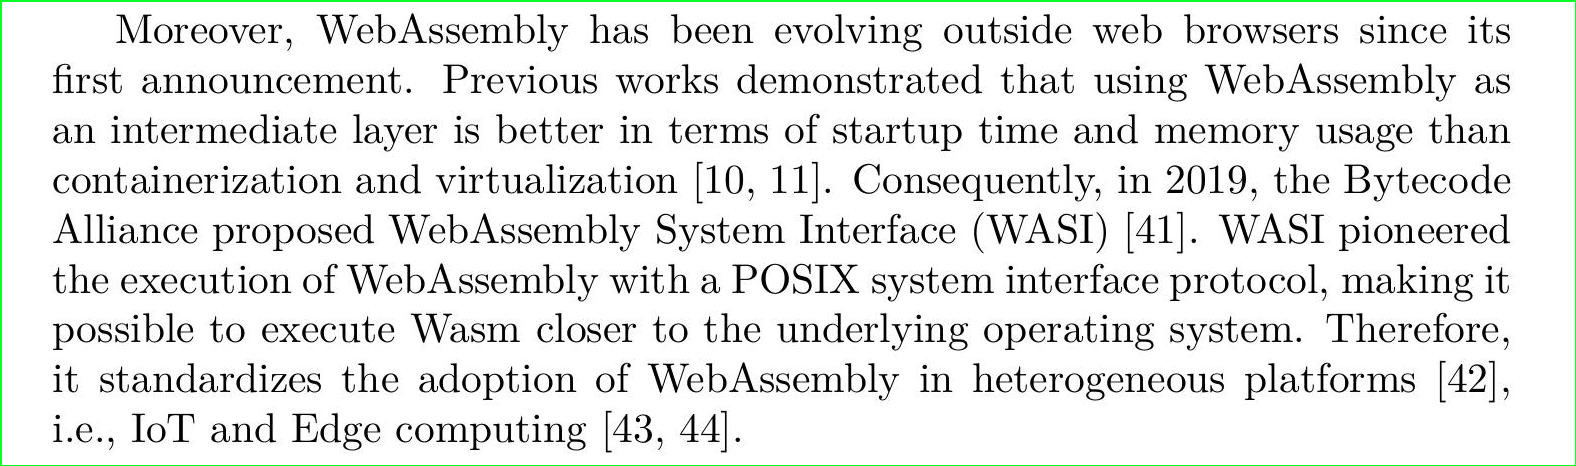 Moreover, WebAssembly has been evolving outside web browsers since its
first announcement. Previous works demonstrated that using WebAssembly as
an intermediate layer is better in terms of startup time and memory usage than
containerization and virtualization [10, 11]. Consequently, in 2019, the Bytecode
Alliance proposed WebAssembly System Interface (WASI) [41]. WASI pioneered
the execution of WebAssembly with a POSIX system interface protocol, making it
possible to execute Wasm closer to the underlying operating system. Therefore,
it standardizes the adoption of WebAssembly in heterogeneous platforms [42],
i.e., IoT and Edge computing [43, 44].